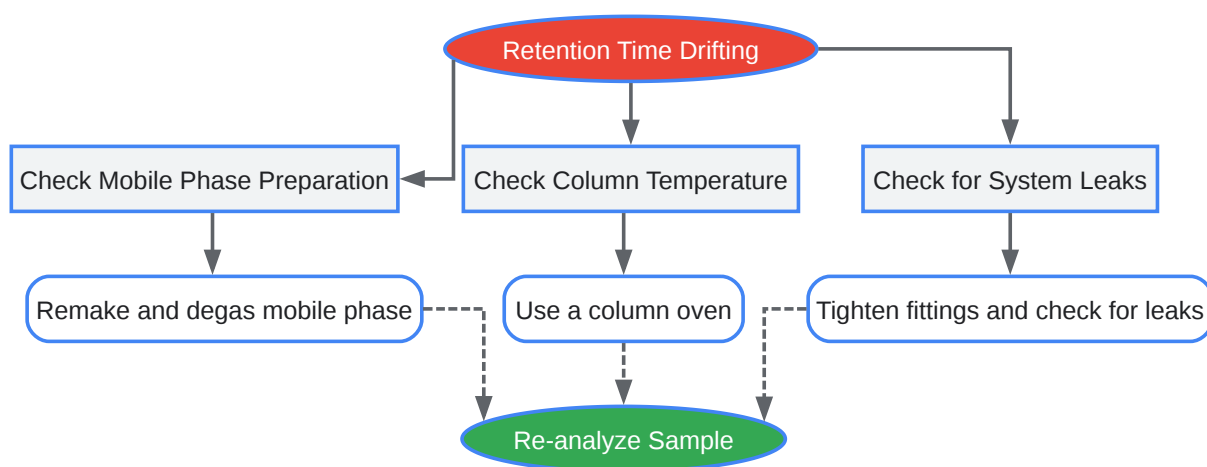 Retention Time Drifting
Check Mobile Phase Preparation
Check Column Temperature
Check for System Leaks
Remake and degas mobile phase
Use a column oven
Tighten fittings and check for leaks
Re-analyze Sample